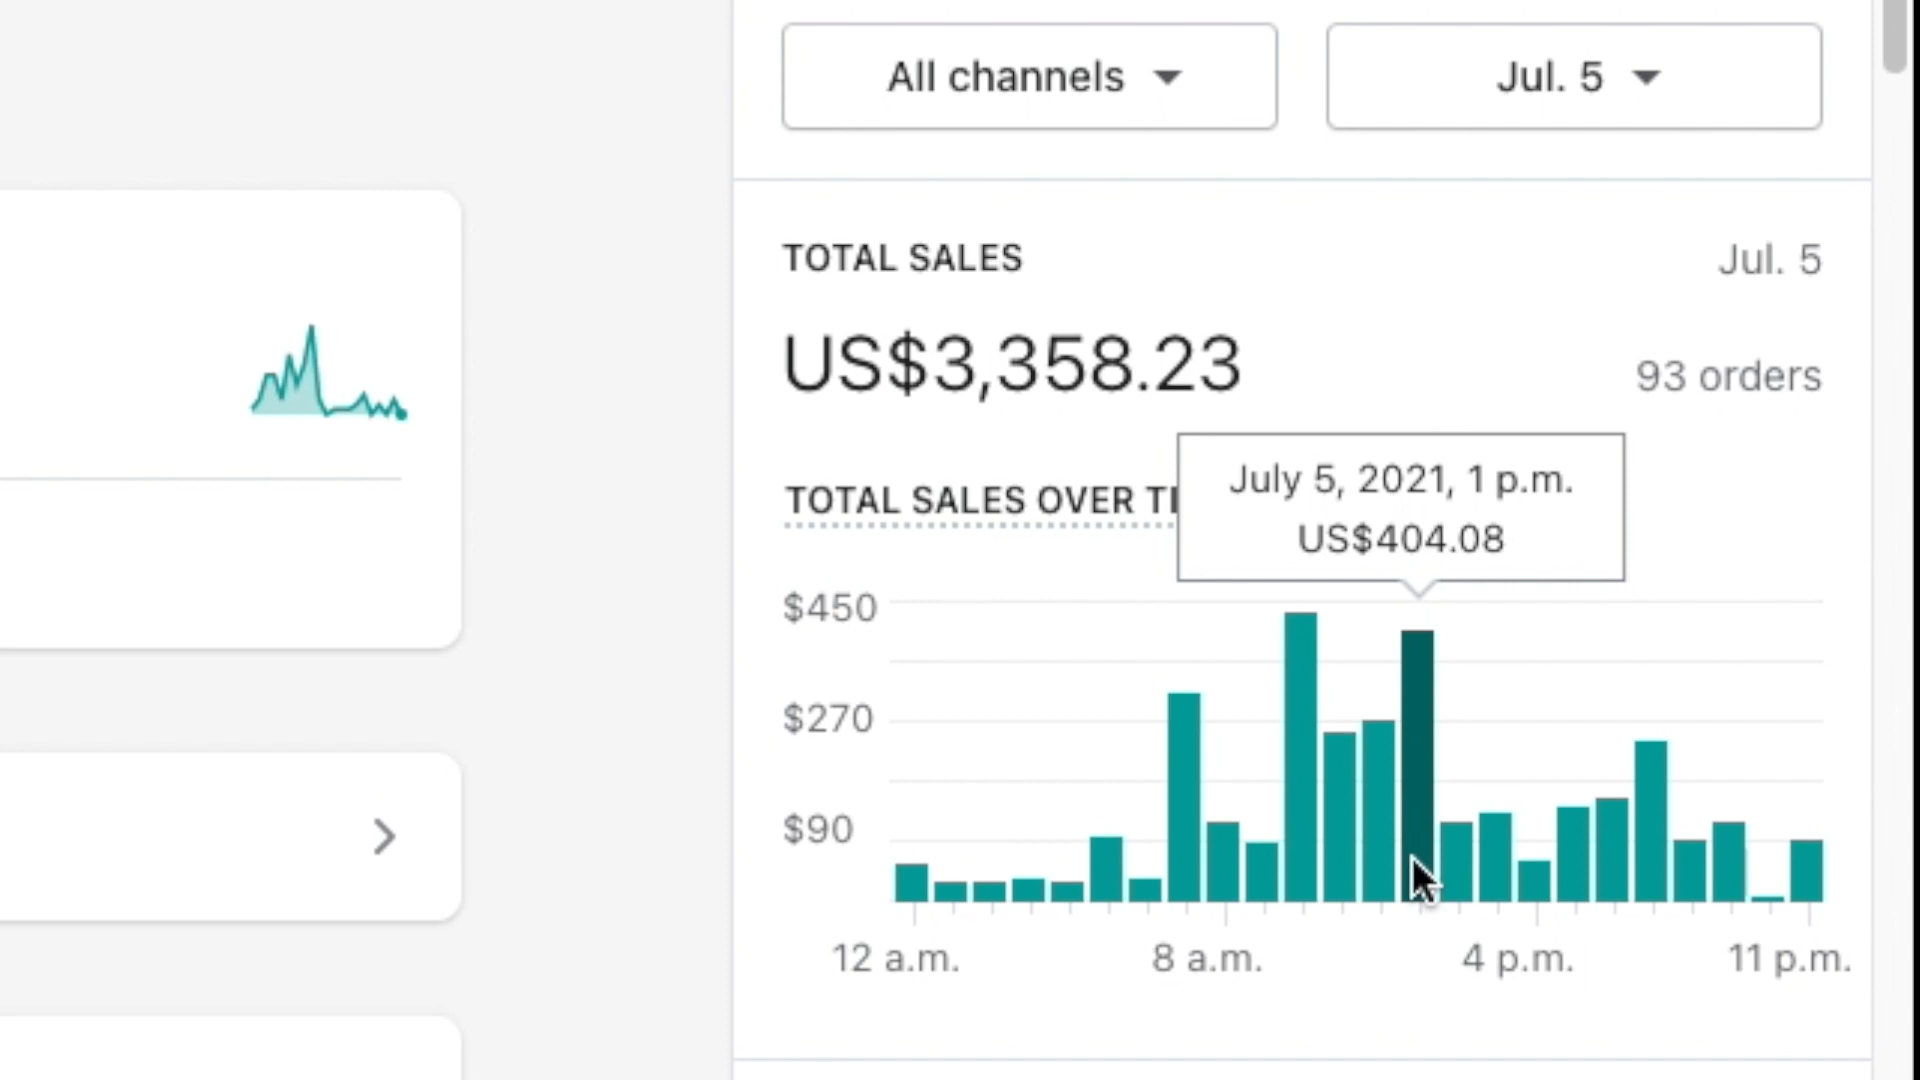 All channels
Jul. 5
TOTAL SALES
Jul. 5
US$3,358.23
93 orders
July 5, 2021, 1 p.m.
US$404.08
TOTAL SALES OVER TI
$450
$270
$90
12 a.m.
8 a.m.
4 p.m.
11 p.m.